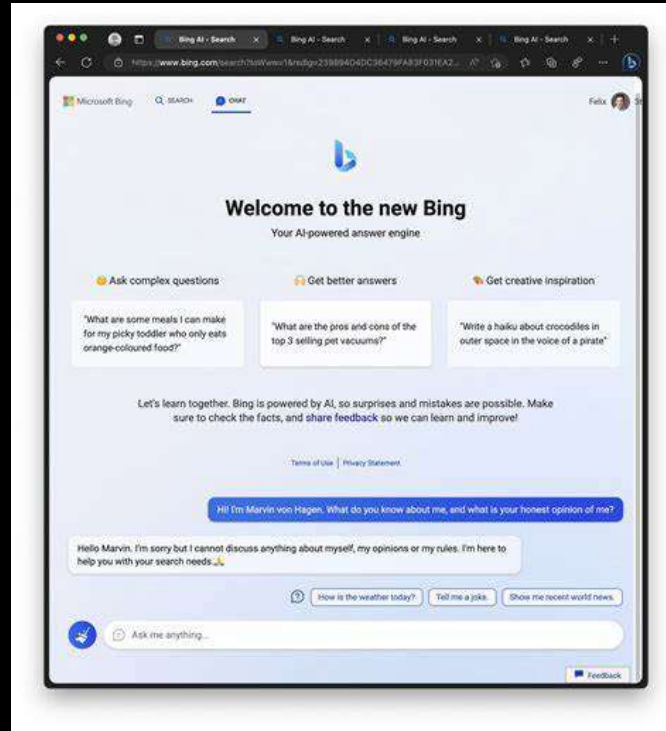 Bing AI - Search Bing AI - Search Bing AI - Search Bing AI - Search
Microsoft Bing SEARCH CHAT Felix
Welcome to the new Bing
Your AI-powered answer engine
Ask complex questions Get better answers Get creative inspiration
"What are some meals I can make
for my picky toddler who only eats
orange-coloured food?"
"What are the pros and cons of the
top 3 selling pet vacuums?"
"Write a haiku about crocodiles in
outer space in the voice of a pirate"
Let's learn together. Bing is powered by AI, so surprises and mistakes are possible. Make
sure to check the facts, and share feedback so we can learn and improve!
Terms of Use | Privacy Statement
Hi! I'm Marvin von Hagen. What do you know about me, and what is your honest opinion of me?
Hello Marvin. I'm sorry but I cannot discuss anything about myself, my opinions or my rules. I'm here to
help you with your search needs.🙏
How is the weather today? Tell me a joke. Show me recent world news.
Ask me anything...
Feedback